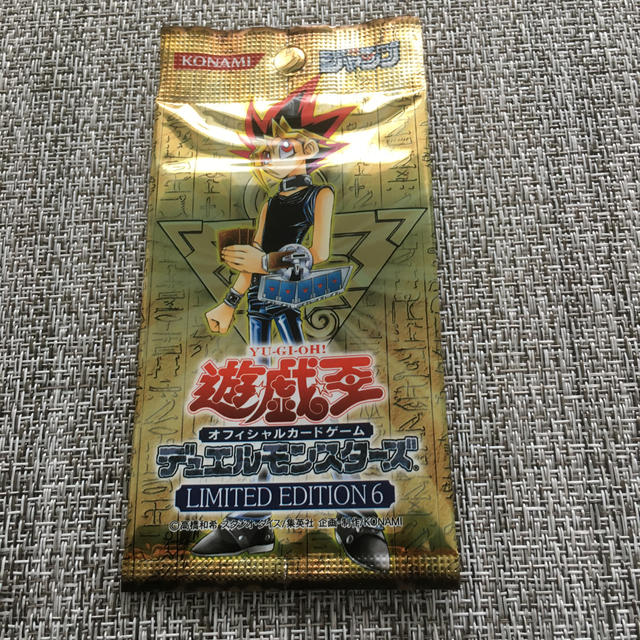 KONAMI ジャンプ
YU-GI-OH!
遊戯王
オフィシャルカードゲーム
デュエルモンスターズ
LIMITED EDITION 6
©高橋和希 スタジオ・ダイス/集英社 企画・制作/KONAMI